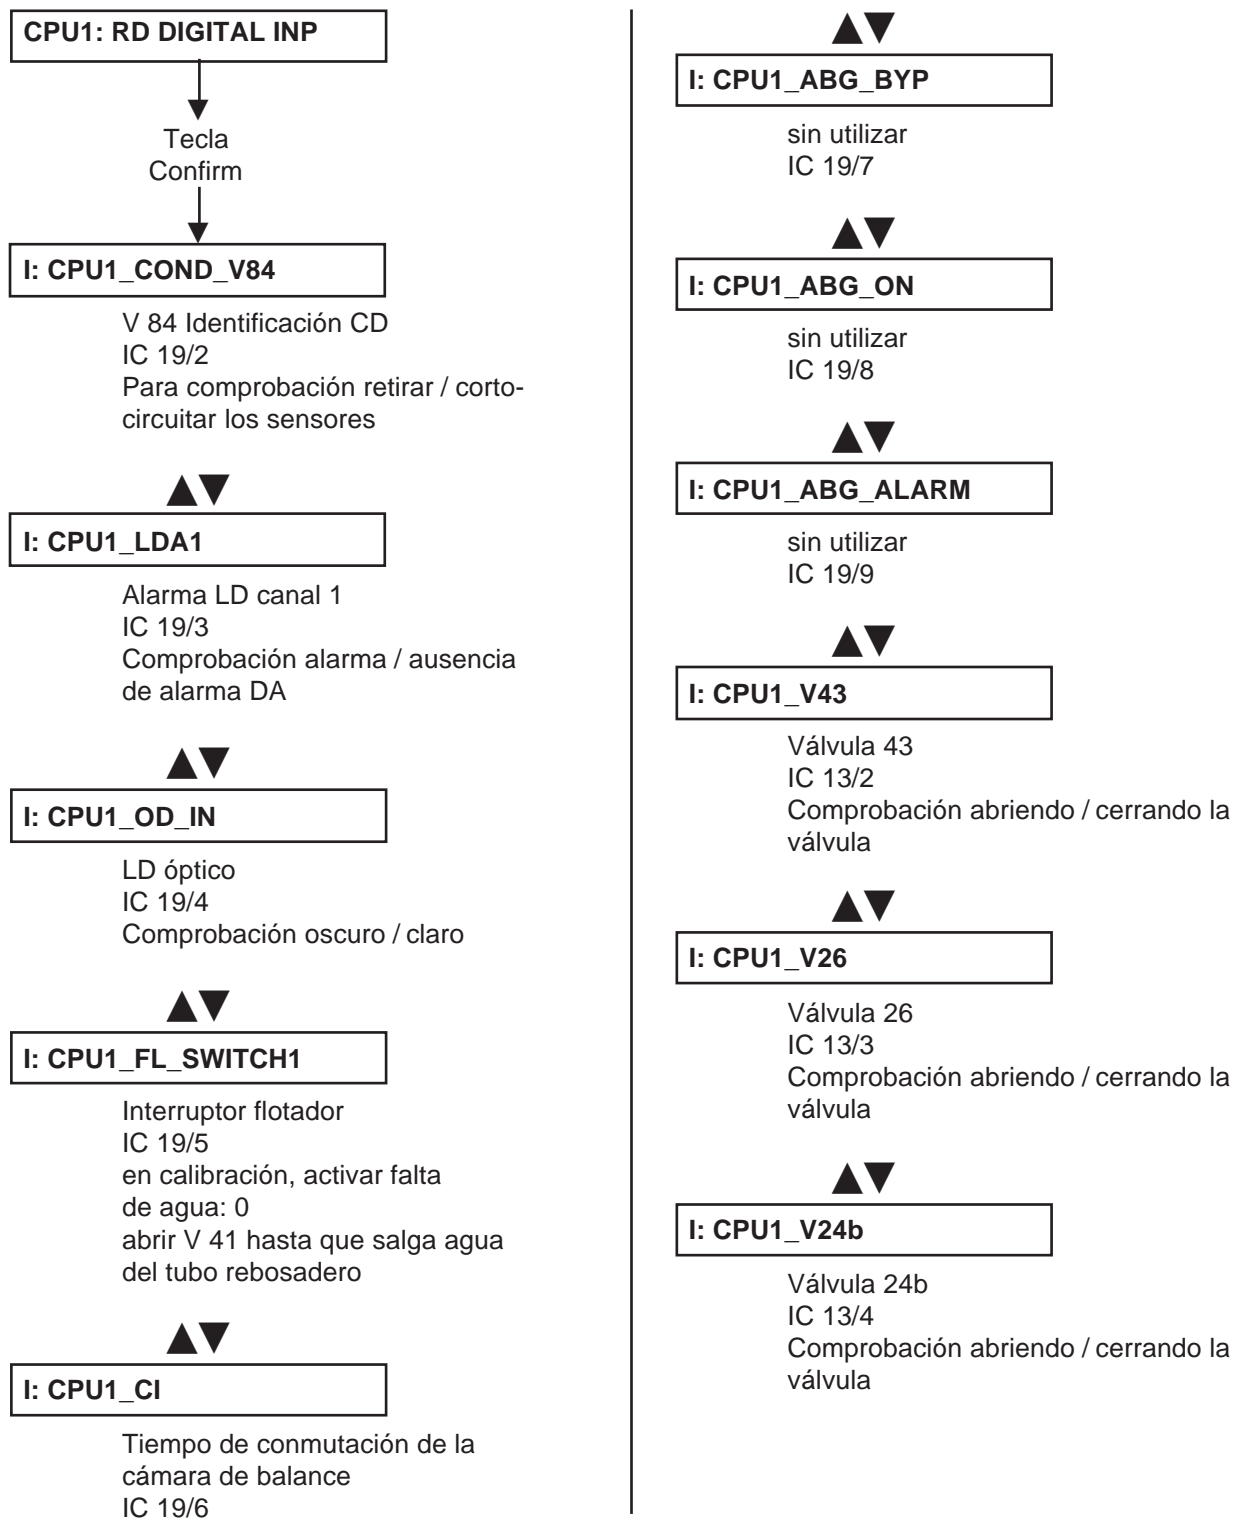 CPU1: RD DIGITAL INP
Tecla
Confirm
I: CPU1_COND_V84
V 84 Identificación CD
IC 19/2
Para comprobación retirar / corto-
circuitar los sensores
I: CPU1_LDA1
Alarma LD canal 1
IC 19/3
Comprobación alarma / ausencia
de alarma DA
I: CPU1_OD_IN
LD óptico
IC 19/4
Comprobación oscuro / claro
I: CPU1_FL_SWITCH1
Interruptor flotador
IC 19/5
en calibración, activar falta
de agua: 0
abrir V 41 hasta que salga agua
del tubo rebosadero
I: CPU1_CI
Tiempo de conmutación de la
cámara de balance
IC 19/6
I: CPU1_ABG_BYP
sin utilizar
IC 19/7
I: CPU1_ABG_ON
sin utilizar
IC 19/8
I: CPU1_ABG_ALARM
sin utilizar
IC 19/9
I: CPU1_V43
Válvula 43
IC 13/2
Comprobación abriendo / cerrando la
válvula
I: CPU1_V26
Válvula 26
IC 13/3
Comprobación abriendo / cerrando la
válvula
I: CPU1_V24b
Válvula 24b
IC 13/4
Comprobación abriendo / cerrando la
válvula